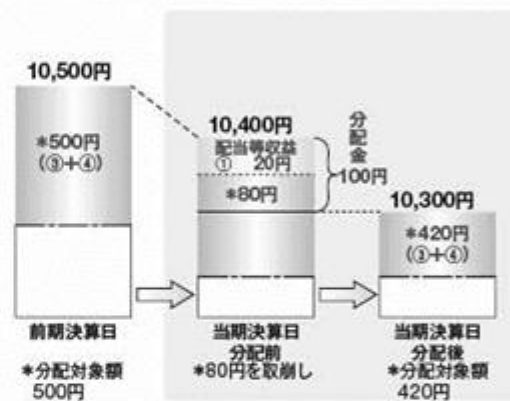 10,500円
*500円
(③+④)
前期決算日
*分配対象額
500円
10,400円
配当等収益
① 20円
*80円
分配金
100円
当期決算日
分配前
*80円を取崩し
10,300円
*420円
(③+④)
当期決算日
分配後
*分配対象額
420円